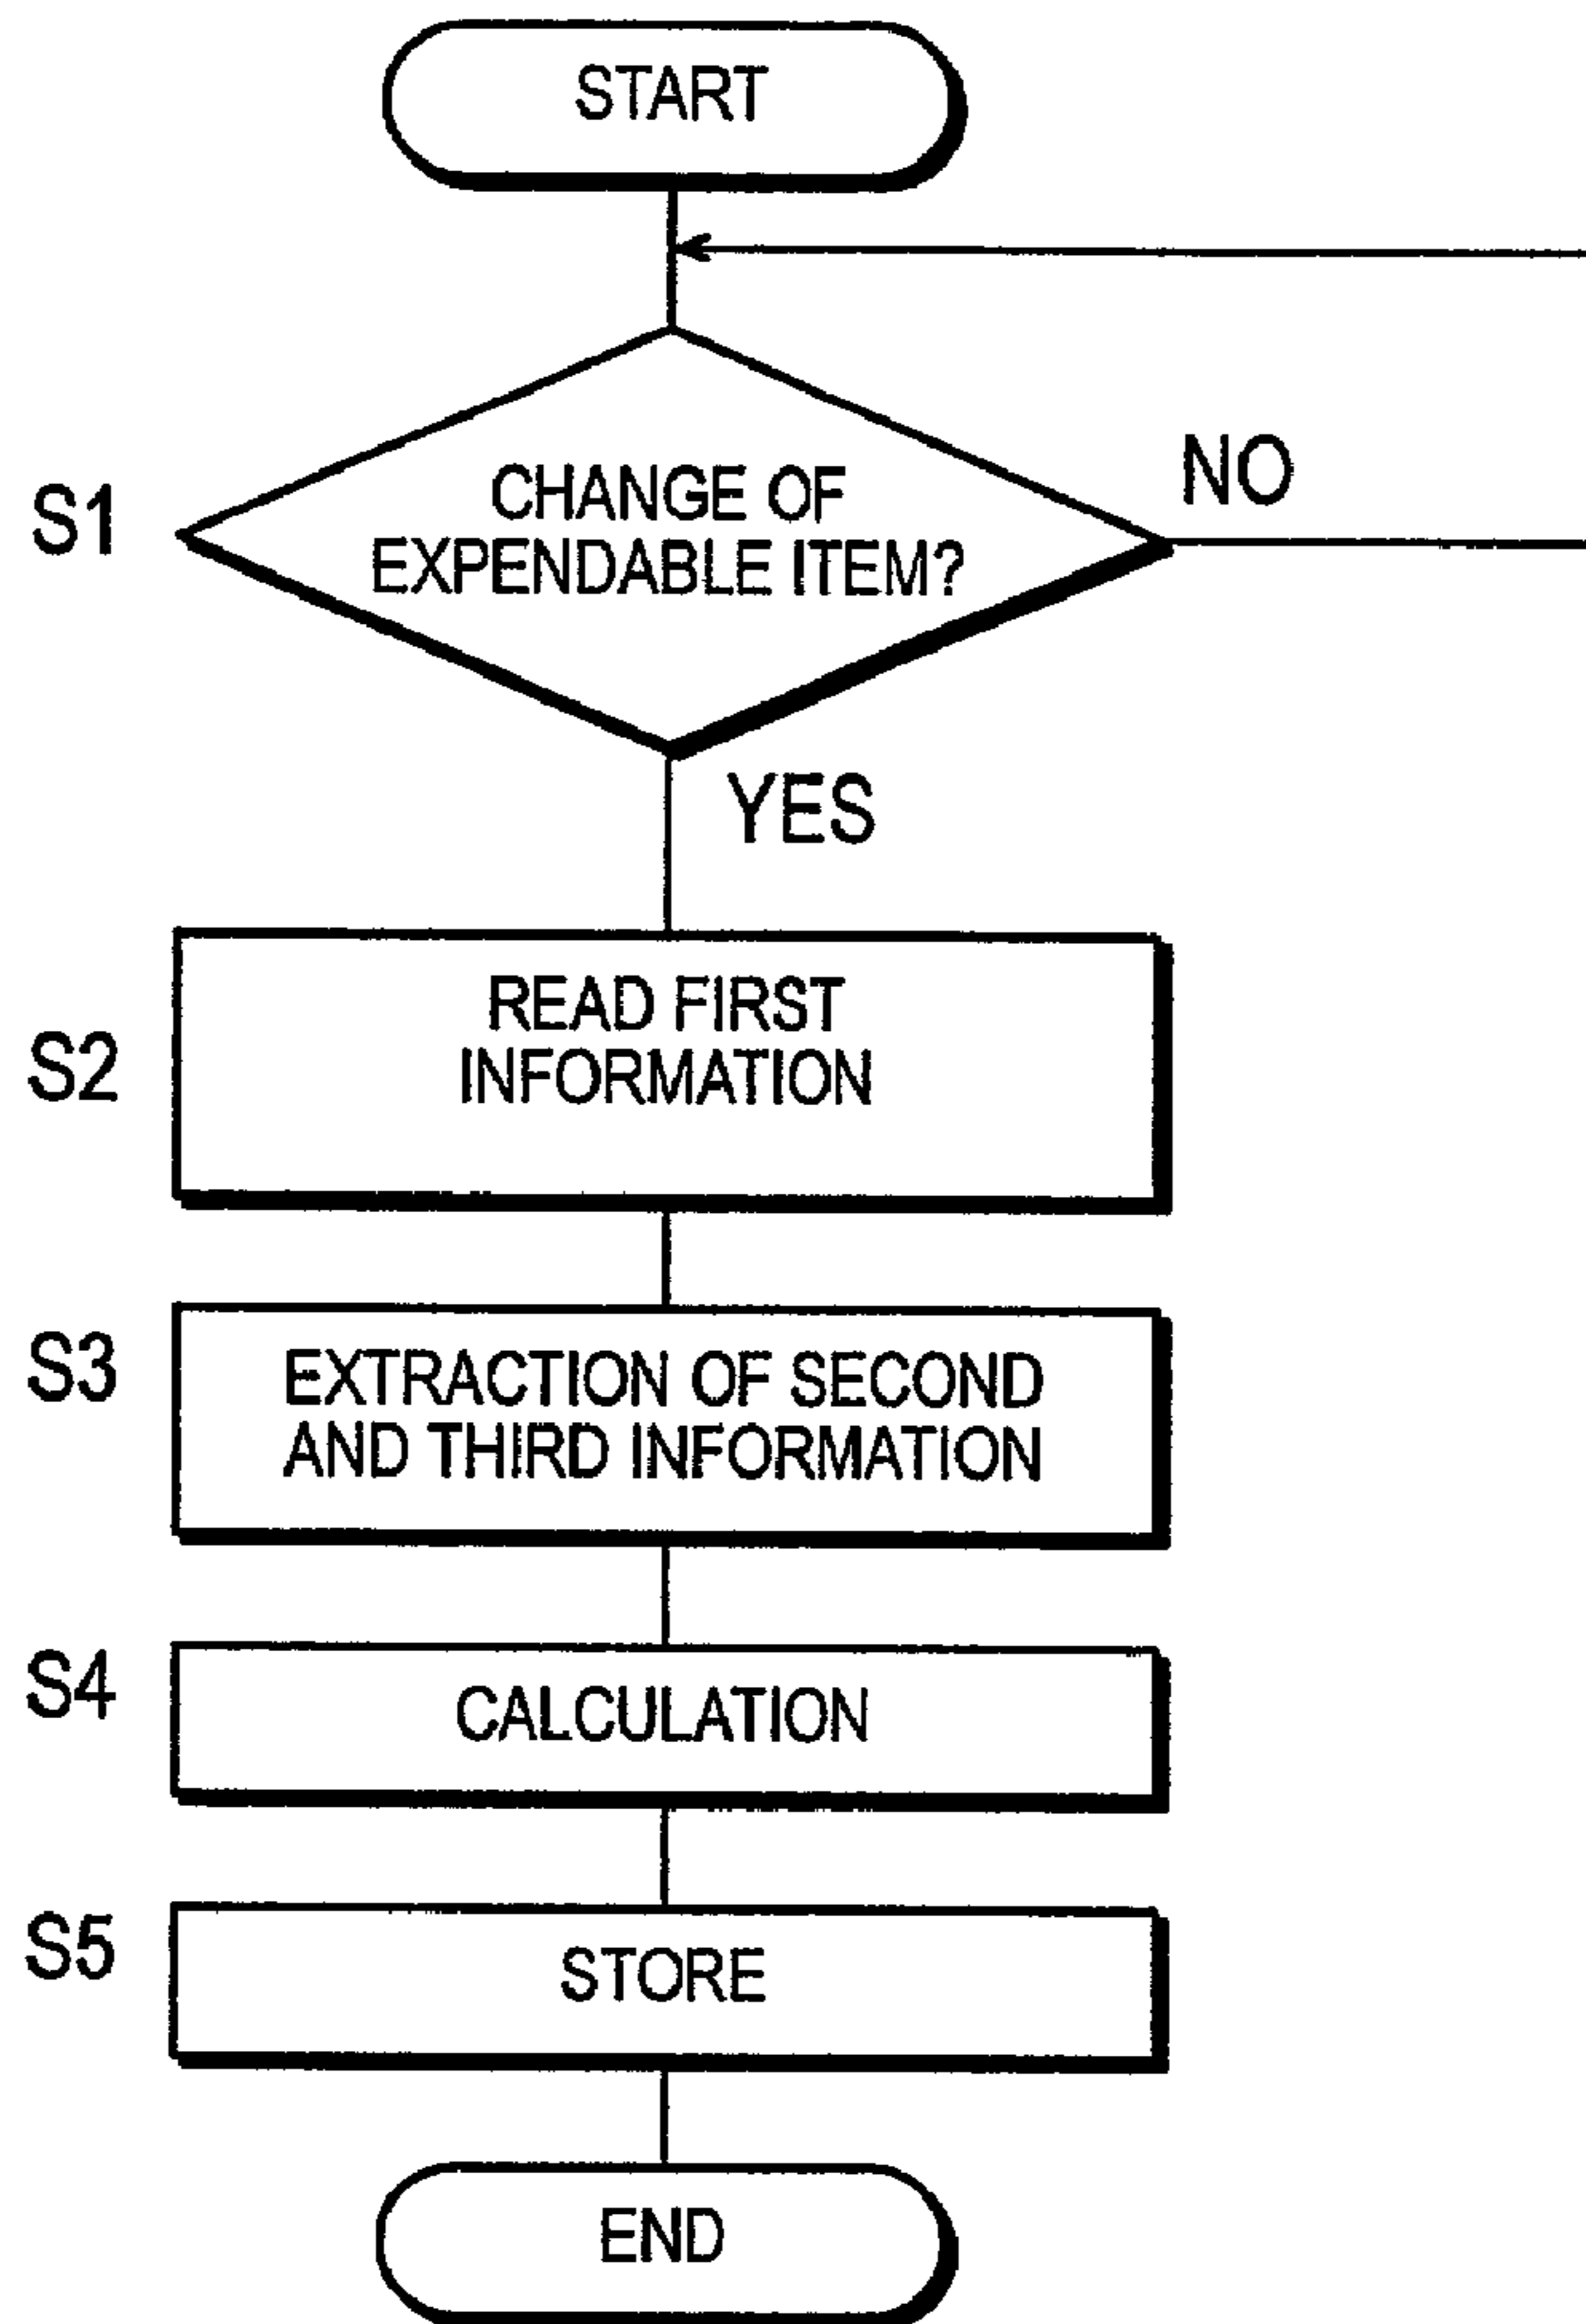 START
S1
CHANGE OF
EXPENDABLE ITEM?
NO
YES
S2
READ FIRST
INFORMATION
S3
EXTRACTION OF SECOND
AND THIRD INFORMATION
S4
CALCULATION
S5
STORE
END